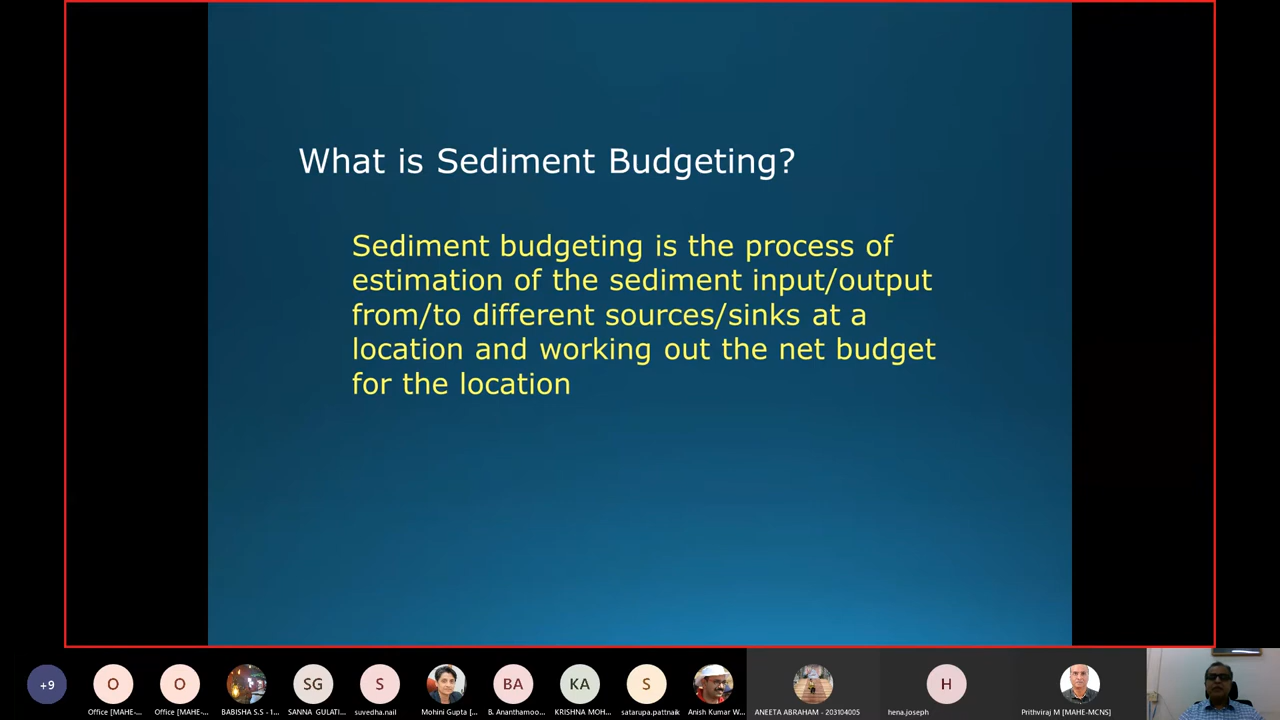 What is Sediment Budgeting?
Sediment budgeting is the process of
estimation of the sediment input/output
from/to different sources/sinks at a
location and working out the net budget
for the location
+9
O
O
SG
S
BA
KA
S
H
Office [MAHE-...
Office [MAHE-...
BABISHA S.S - 1...
SANNA GULATI...
suvedha.nail
Mohini Gupta [...
B. Ananthamoo...
KRISHNA MOH...
satarupa.pattnaik
Anish Kumar W...
ANEETA ABRAHAM - 203104005
hena.joseph
Prithviraj M [MAHE-MCNS]